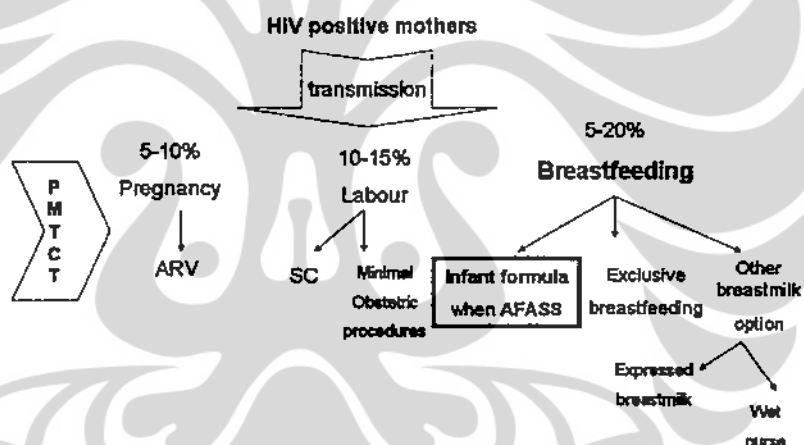 HIV positive mothers
transmission
PMTCT
5-10%
Pregnancy
ARV
10-15%
Labour
SC
Minimal
Obstetric
procedures
5-20%
Breastfeeding
Infant formula
when AFASS
Exclusive
breastfeeding
Other
breastmilk
option
Expressed
breastmilk
Wet
nurse